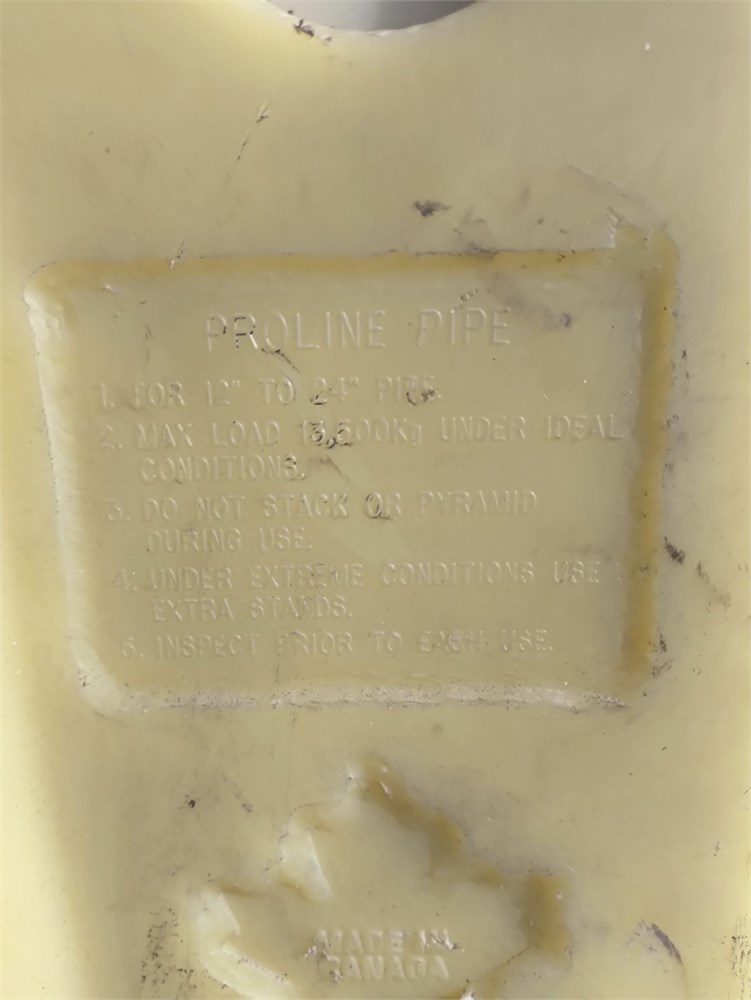 PROLINE PIPE
1. FOR 12" TO 24" PIPE.
2. MAX LOAD 13,500Kg UNDER IDEAL
CONDITIONS.
3. DO NOT STACK OR PYRAMID
DURING USE.
4. UNDER EXTREME CONDITIONS USE
EXTRA STANDS.
5. INSPECT PRIOR TO EACH USE.
MADE IN
CANADA